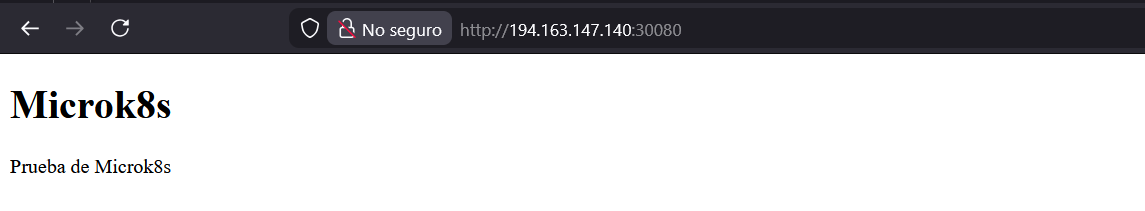 No seguro http://194.163.147.140:30080
Microk8s
Prueba de Microk8s